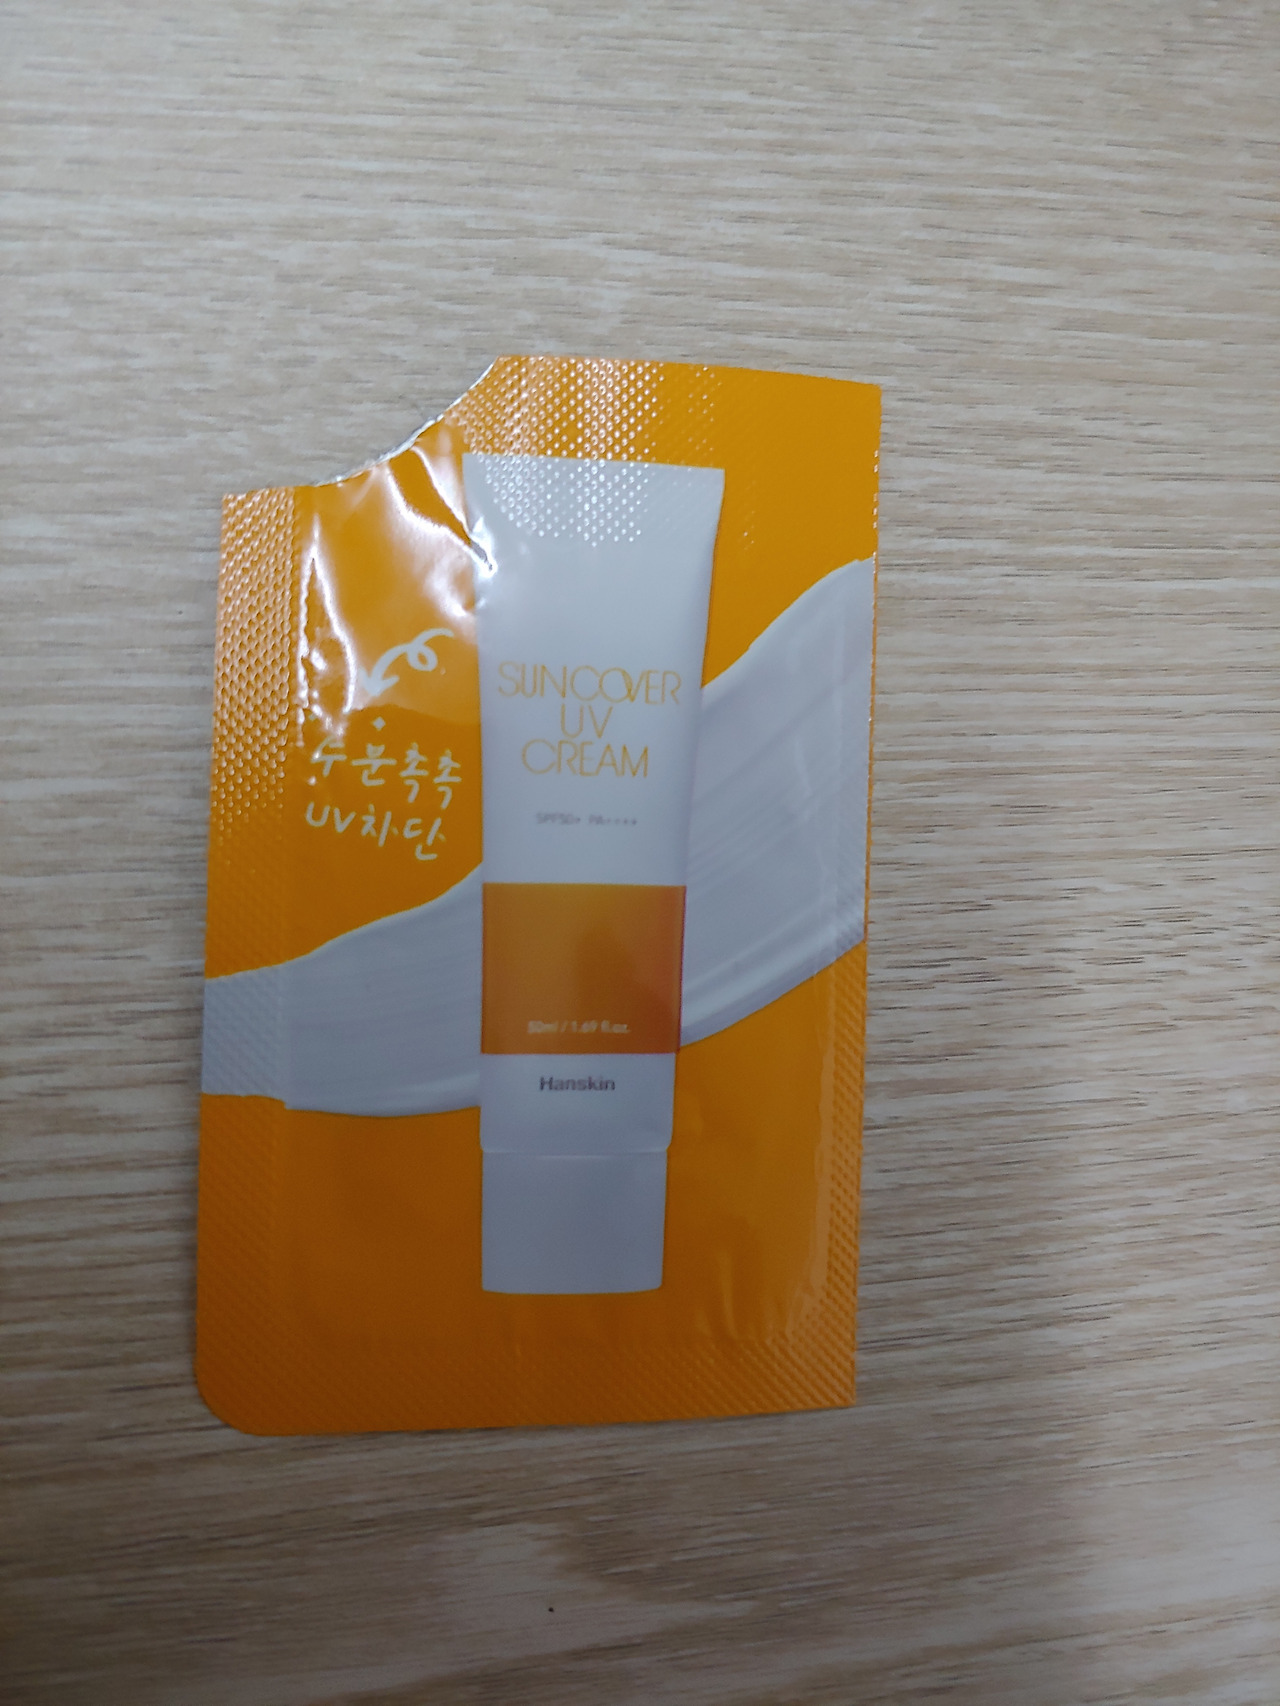 수분촉촉
UV차단
SUNCOVER
UV
CREAM
SPF50+ PA++++
50ml / 1.69 fl.oz.
Hanskin